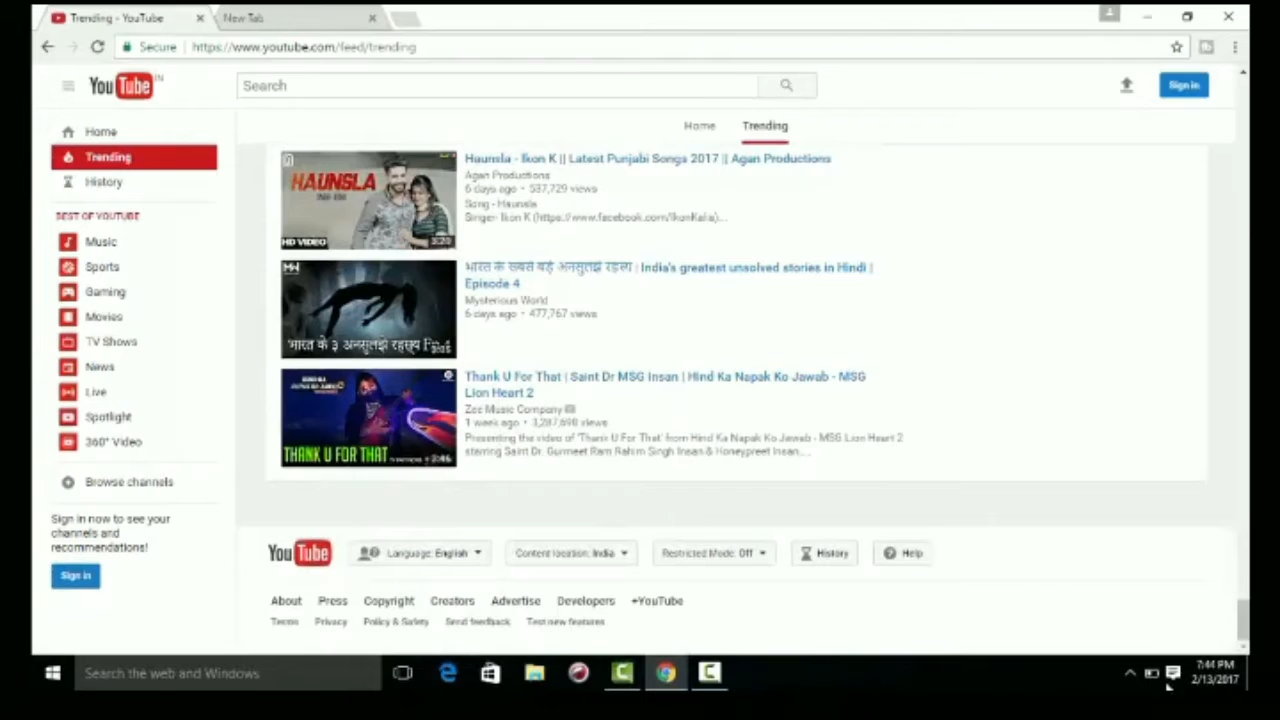 Trending - YouTube
New Tab
Secure
https://www.youtube.com/feed/trending
YouTube IN
Search
Sign in
Home
Trending
History
BEST OF YOUTUBE
Music
Sports
Gaming
Movies
TV Shows
News
Live
Spotlight
360° Video
Browse channels
Sign in now to see your
channels and
recommendations!
Sign in
Home
Trending
HAUNSLA
HD VIDEO
3:20
Haunsla - Ikon K || Latest Punjabi Songs 2017 || Agan Productions
Agan Productions
6 days ago • 537,729 views
Song - Haunsla
Singer- Ikon K (https://www.facebook.com/IkonKalia)...
भारत के ३ अनसुलझे रहस्य
भारत के सबसे बड़े अनसुलझे रहस्य | India's greatest unsolved stories in Hindi |
Episode 4
Mysterious World
6 days ago • 477,767 views
THANK U FOR THAT
Thank U For That | Saint Dr MSG Insan | Hind Ka Napak Ko Jawab - MSG
Lion Heart 2
Zee Music Company
1 week ago • 3,287,698 views
Presenting the video of 'Thank U For That' from Hind Ka Napak Ko Jawab - MSG Lion Heart 2
starring Saint Dr. Gurmeet Ram Rahim Singh Insan & Honeypreet Insan....
YouTube
Language: English
Content location: India
Restricted Mode: Off
History
Help
About Press Copyright Creators Advertise Developers +YouTube
Terms Privacy Policy & Safety Send feedback Test new features
Search the web and Windows
7:44 PM
2/13/2017